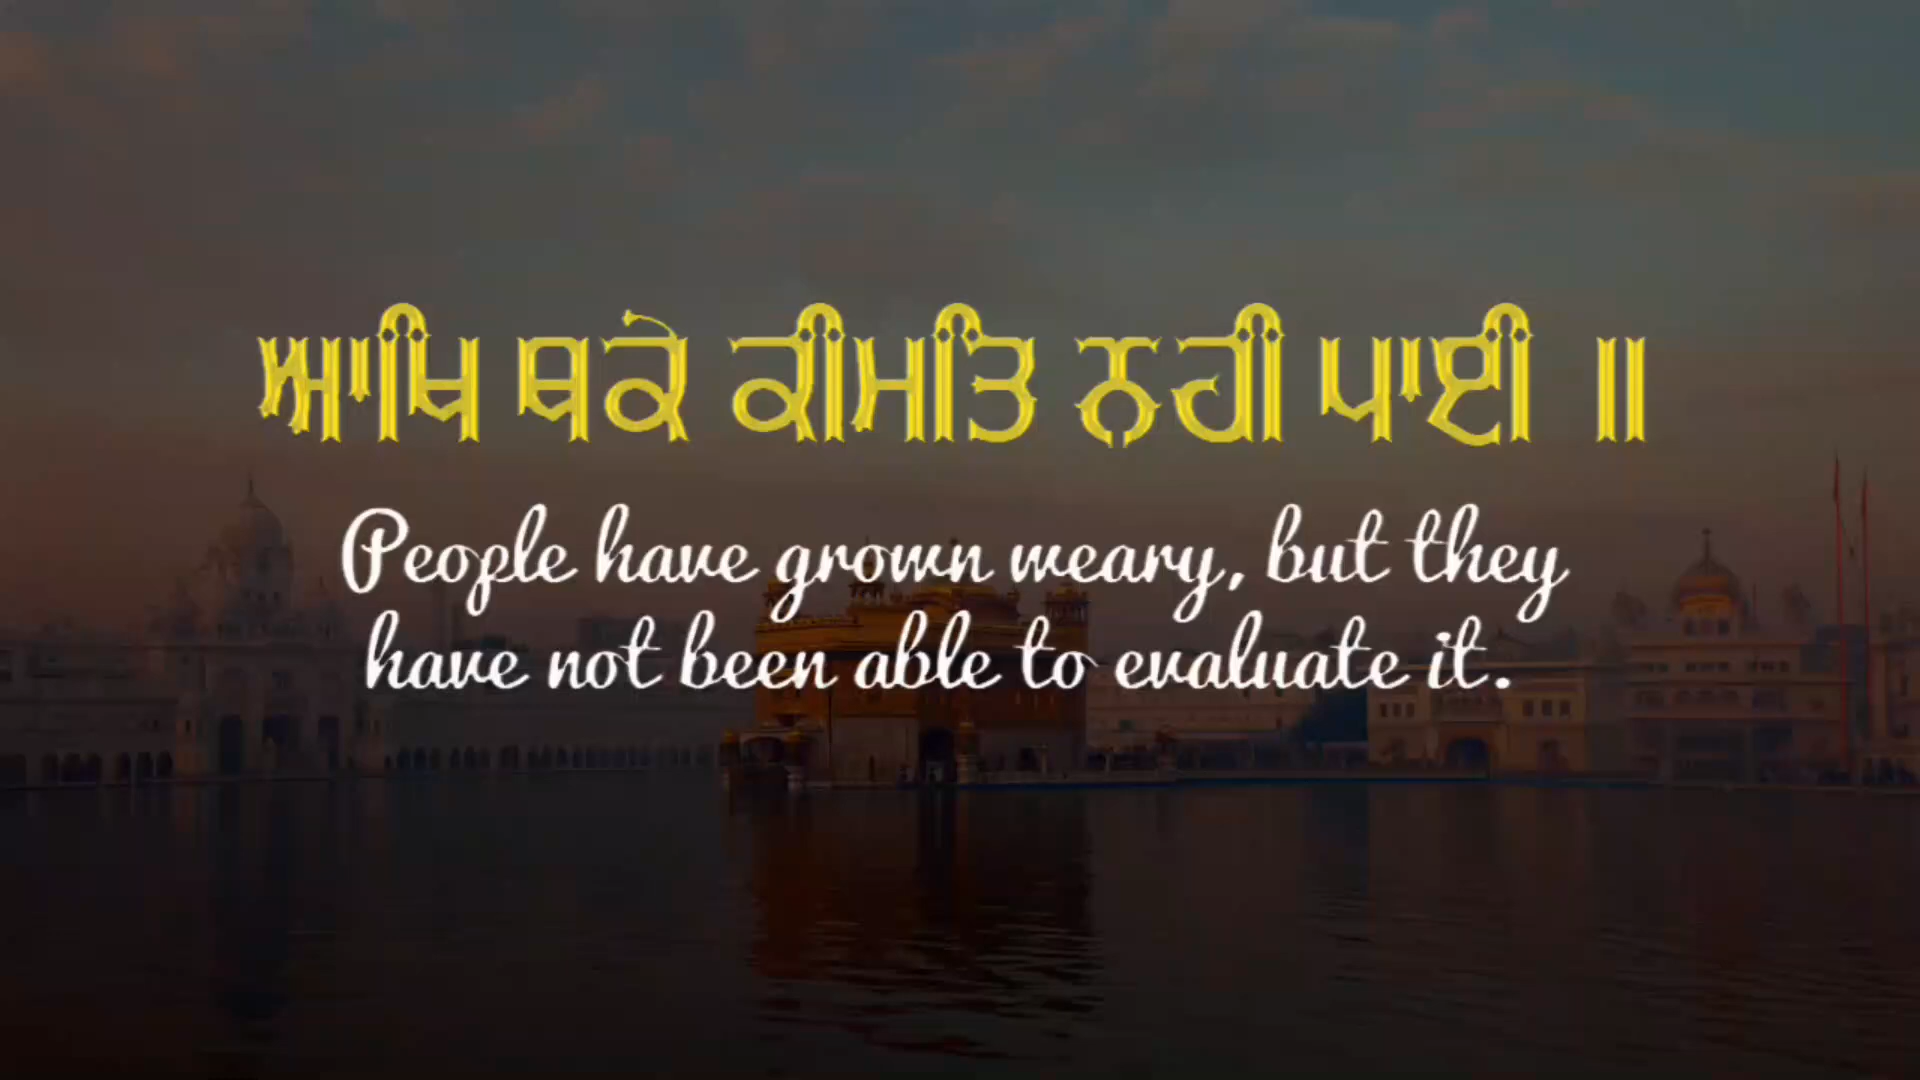 ਆਖਿ ਥਕੇ ਕੀਮਤਿ ਨਹੀ ਪਾਈ ॥
People have grown weary, but they
have not been able to evaluate it.